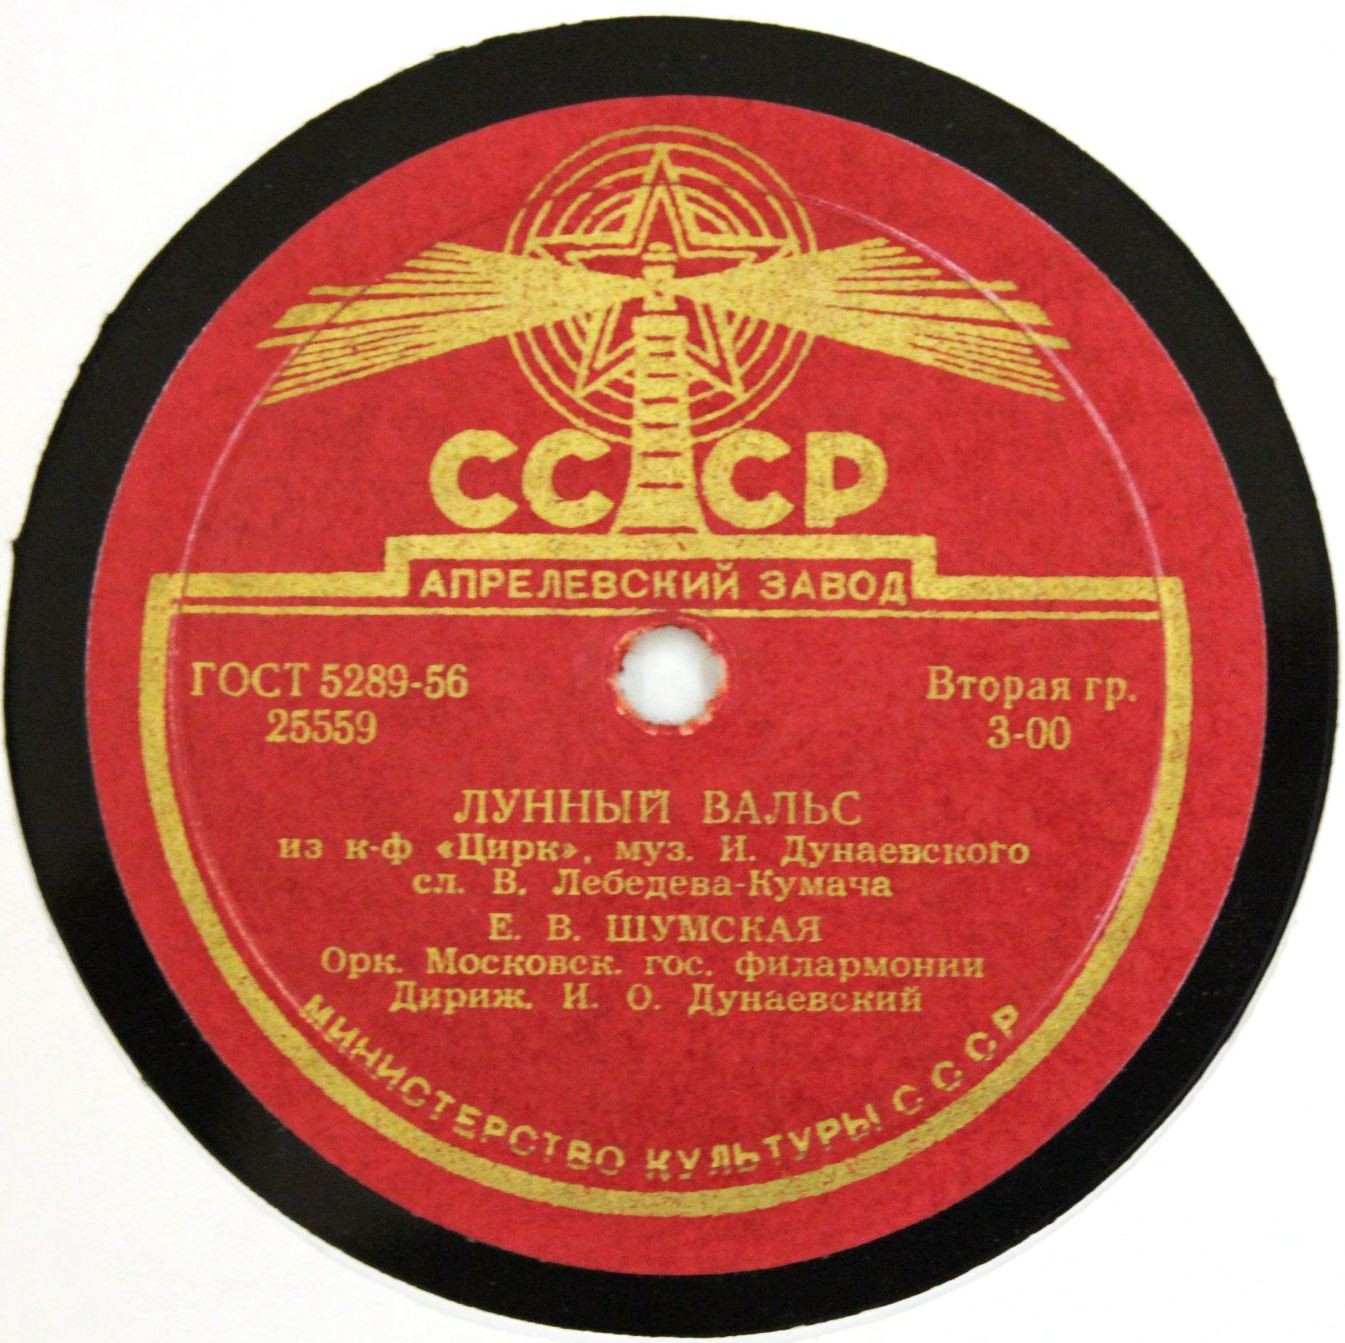 СССР
АПРЕЛЕВСКИЙ ЗАВОД
ГОСТ 5289-56
25559
Вторая гр.
3-00
ЛУННЫЙ ВАЛЬС
из к-ф «Цирк», муз. И. Дунаевского
сл. В. Лебедева-Кумача
Е. В. ШУМСКАЯ
Орк. Московск. гос. филармонии
Дириж. И. О. Дунаевский
МИНИСТЕРСТВО КУЛЬТУРЫ СССР